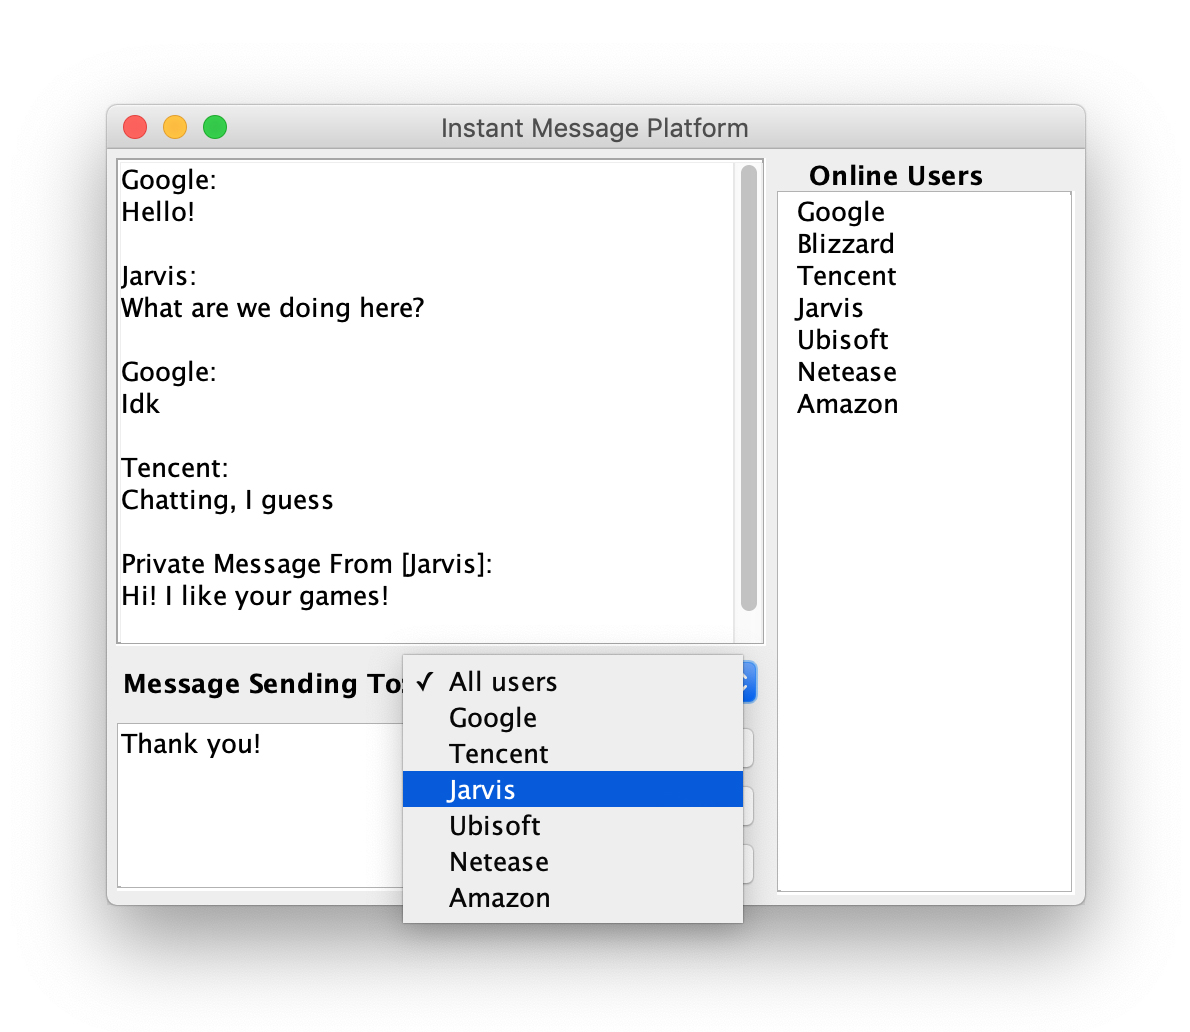 Instant Message Platform
Google:
Hello!
Jarvis:
What are we doing here?
Google:
Idk
Tencent:
Chatting, I guess
Private Message From [Jarvis]:
Hi! I like your games!
Online Users
Google
Blizzard
Tencent
Jarvis
Ubisoft
Netease
Amazon
Message Sending To:
✓ All users
Google
Tencent
Jarvis
Ubisoft
Netease
Amazon
Thank you!